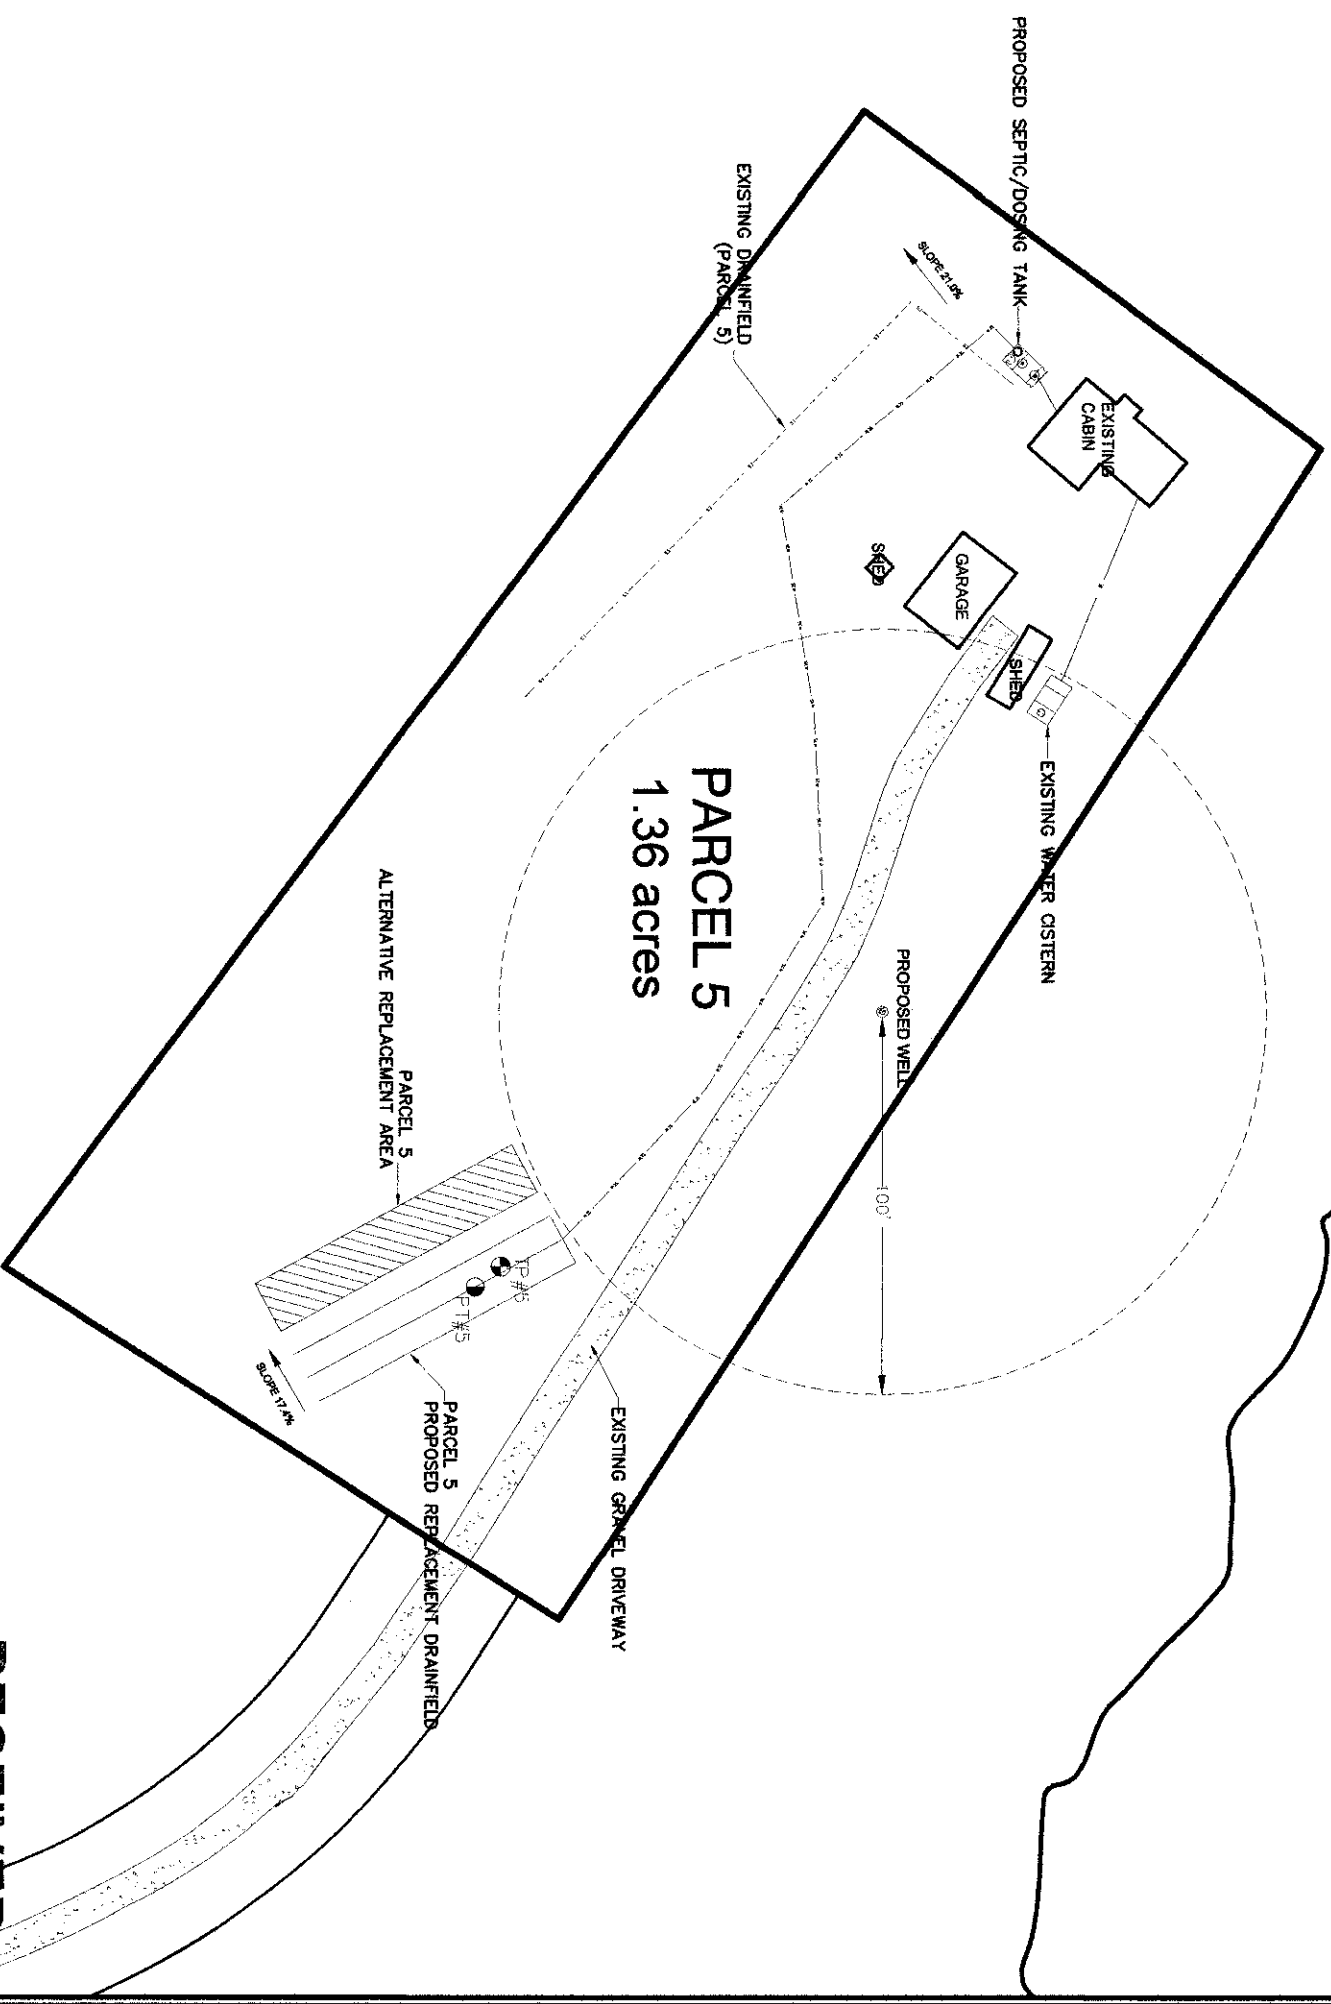 PROPOSED SEPTIC/DOSING TANK
SLOPE 21.0%
EXISTING DRAINFIELD
(PARCEL 5)
EXISTING
CABIN
GARAGE
SHED
SHED
EXISTING WATER CISTERN
PARCEL 5
1.36 acres
PROPOSED WELL
100'
PARCEL 5
ALTERNATIVE REPLACEMENT AREA
TP #5
PT#5
SLOPE 17.4%
PARCEL 5
PROPOSED REPLACEMENT DRAINFIELD
EXISTING GRAVEL DRIVEWAY